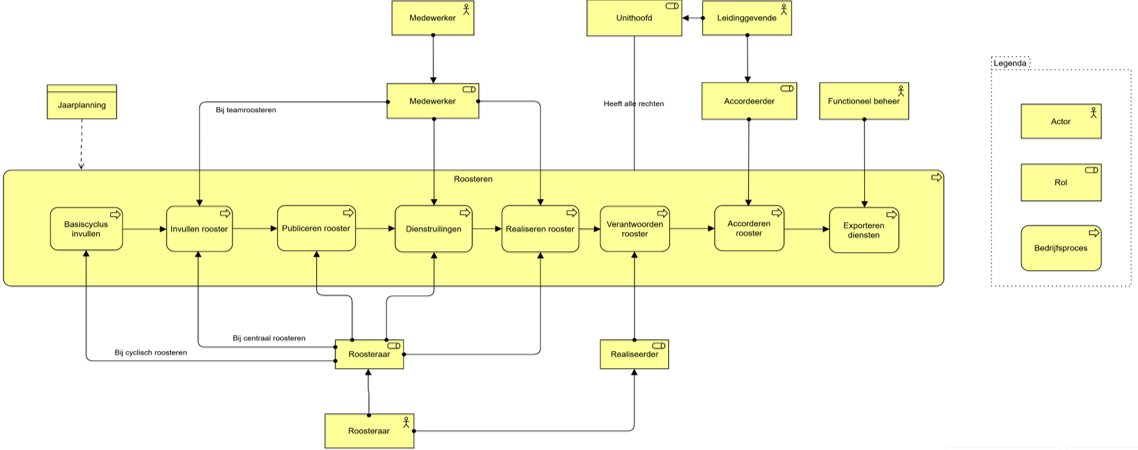 Medewerker
Unithoofd
Leidinggevende
Legenda
Jaarplanning
Bij teamroosteren
Medewerker
Heeft alle rechten
Accordeerder
Functioneel beheer
Actor
Roosteren
Rol
Basiscyclus
invullen
Invullen rooster
Publiceren rooster
Dienstruilingen
Realiseren rooster
Verantwoorden
rooster
Accorderen
rooster
Exporteren
diensten
Bedrijfsproces
Bij centraal roosteren
Bij cyclisch roosteren
Roosteraar
Realiseerder
Roosteraar